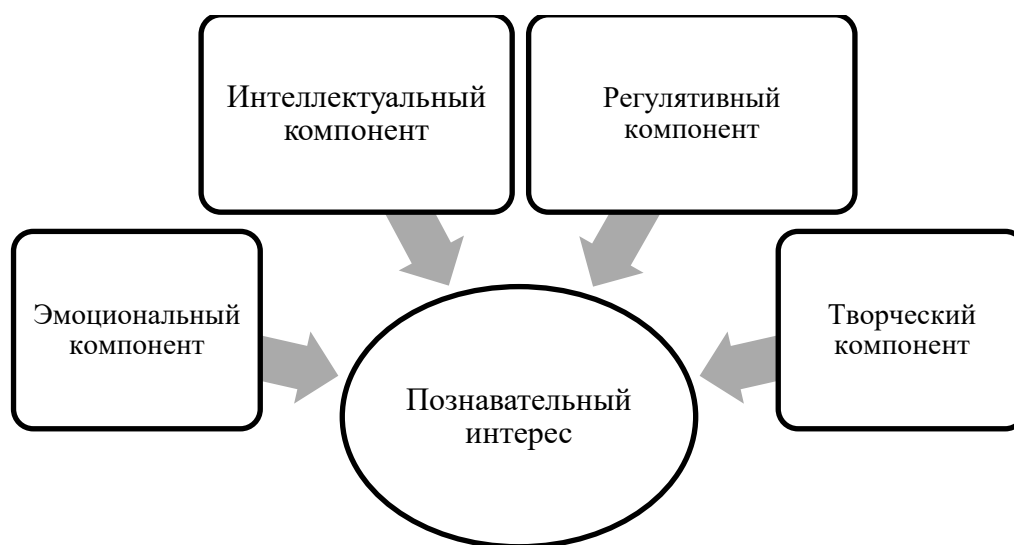 Интеллектуальный
компонент
Регулятивный
компонент
Эмоциональный
компонент
Творческий
компонент
Познавательный
интерес